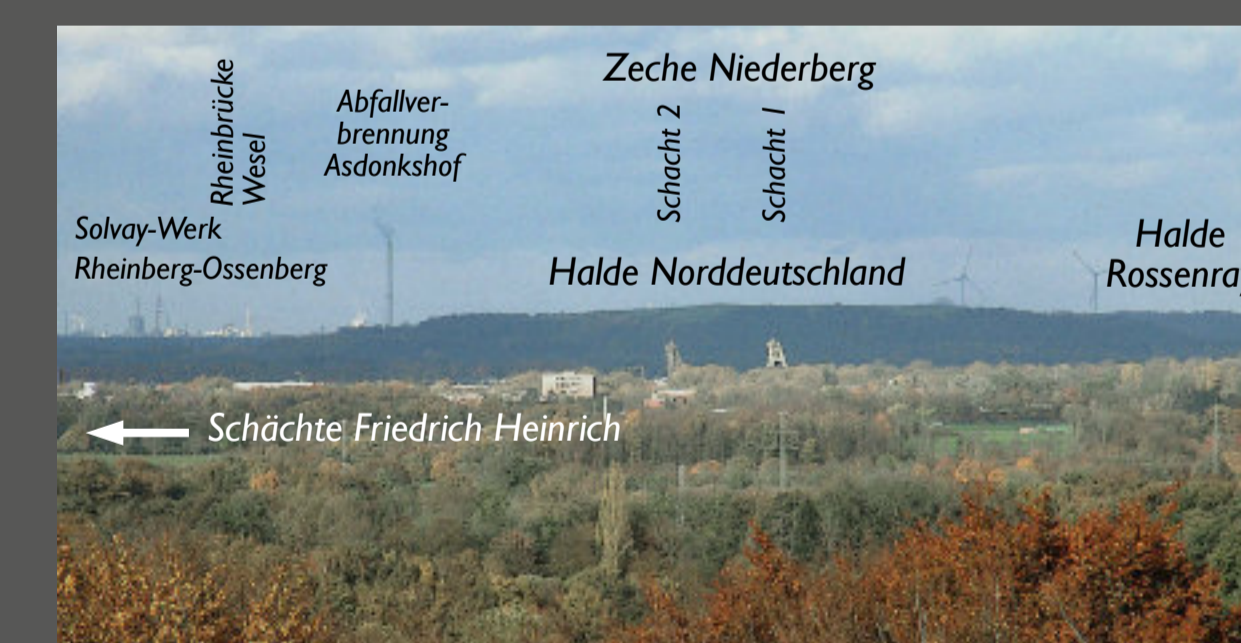 Zeche Niederberg
Rheinbrücke
Wesel
Abfallver-
brennung
Asdonkshof
Schacht 2
Schacht 1
Solvay-Werk
Rheinberg-Ossenberg
Halde Norddeutschland
Halde
Schächte Friedrich Heinrich